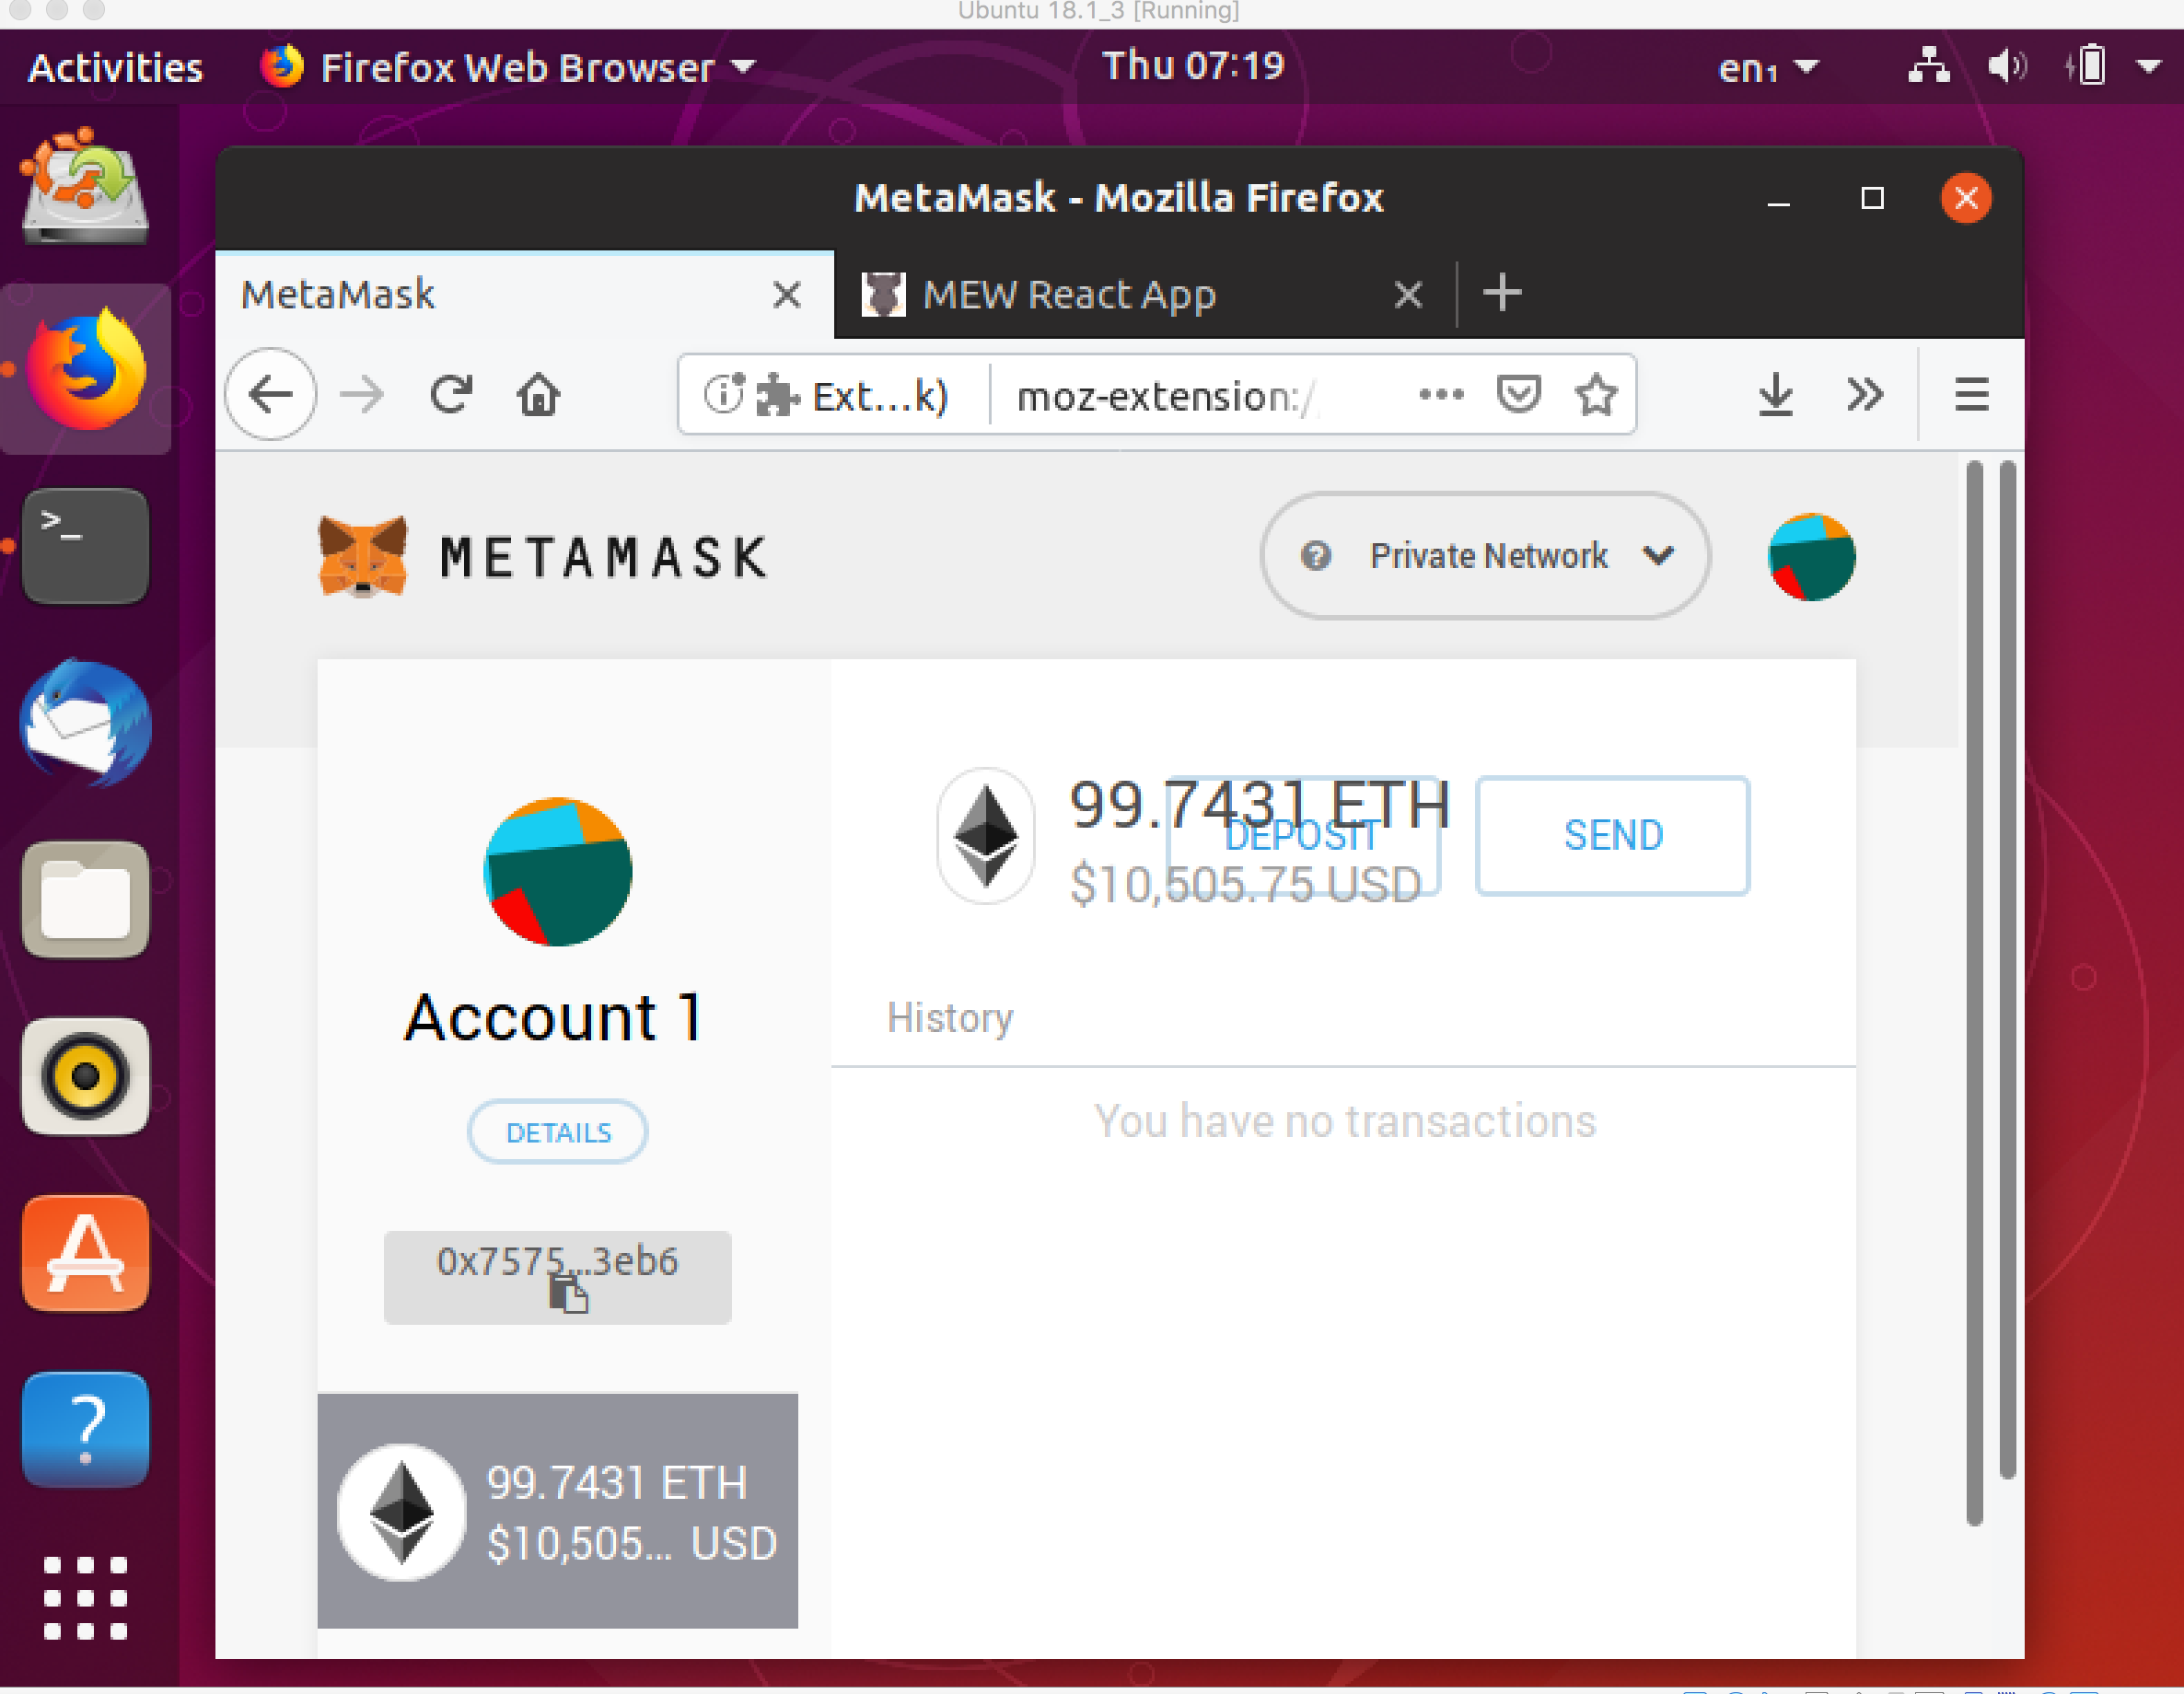 Ubuntu 18.1_3 [Running]
Activities
Firefox Web Browser
Thu 07:19
en₁
MetaMask - Mozilla Firefox
MetaMask
MEW React App
Ext...k)
moz-extension:/
METAMASK
Private Network
99.7431 ETH
DEPOSIT
SEND
$10,505.75 USD
Account 1
History
DETAILS
You have no transactions
0x7575...3eb6
99.7431 ETH
$10,505... USD